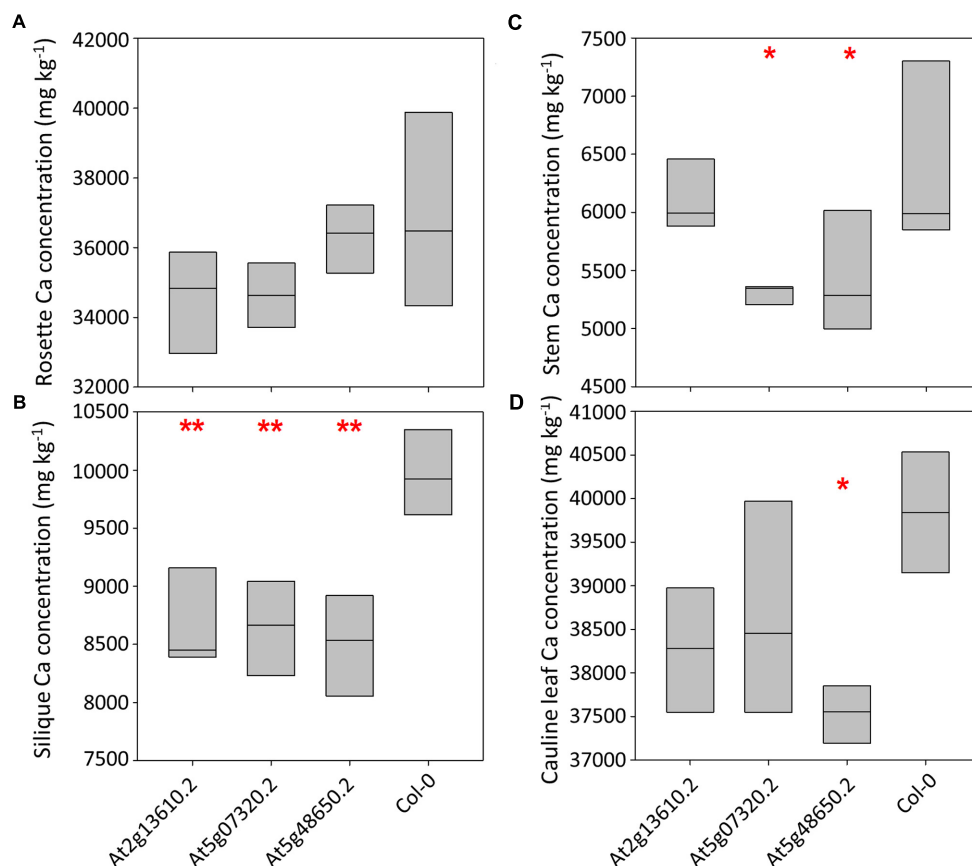 A
Rosette Ca concentration (mg kg⁻¹)
42000
40000
38000
36000
34000
32000
B
Silique Ca concentration (mg kg⁻¹)
10500
10000
9500
9000
8500
8000
7500
** ** **
At2g13610.2
At5g07320.2
At5g48650.2
Col-0
C
Stem Ca concentration (mg kg⁻¹)
7500
7000
6500
6000
5500
5000
4500
* *
D
Cauline leaf Ca concentration (mg kg⁻¹)
41000
40500
40000
39500
39000
38500
38000
37500
37000
*
At2g13610.2
At5g07320.2
At5g48650.2
Col-0